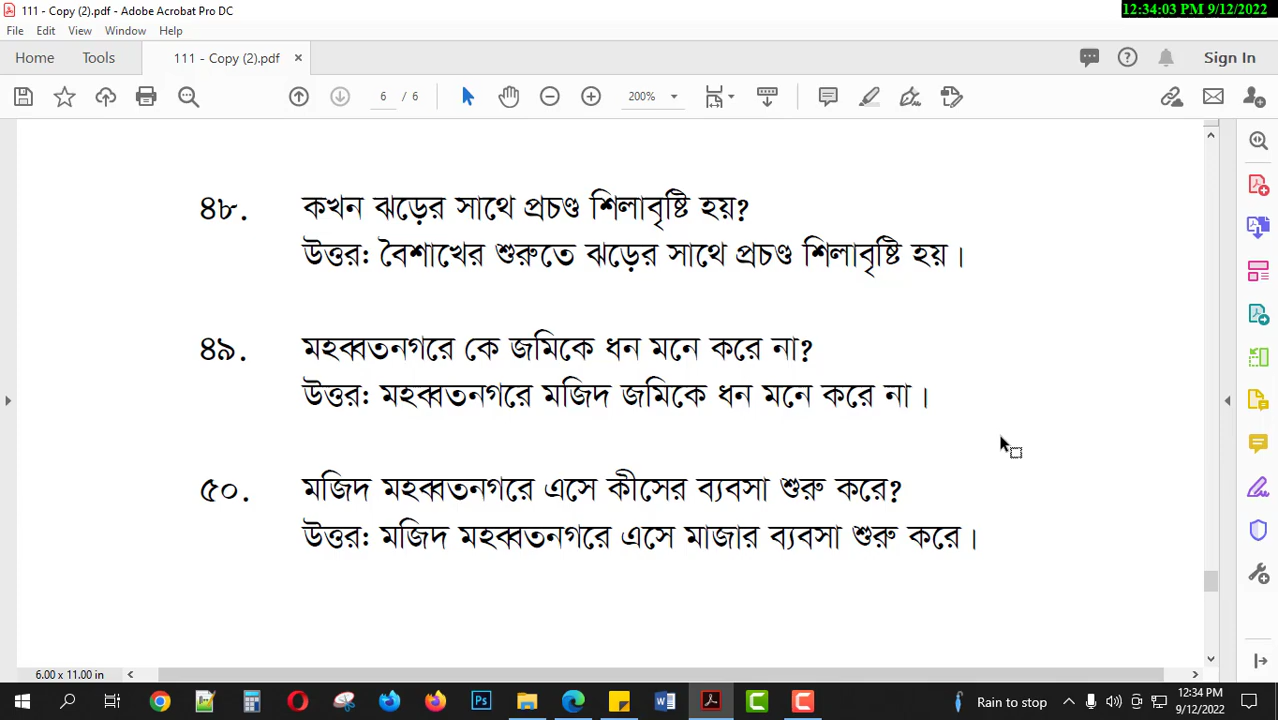 111 - Copy (2).pdf - Adobe Acrobat Pro DC
12:34:03 PM 9/12/2022
File Edit View Window Help
Home Tools 111 - Copy (2).pdf × Sign In
6 / 6 200%
৪৮. কখন ঝড়ের সাথে প্রচণ্ড শিলাবৃষ্টি হয়?
উত্তর: বৈশাখের শুরুতে ঝড়ের সাথে প্রচণ্ড শিলাবৃষ্টি হয়।
৪৯. মহব্বতনগরে কে জমিকে ধন মনে করে না?
উত্তর: মহব্বতনগরে মজিদ জমিকে ধন মনে করে না।
৫০. মজিদ মহব্বতনগরে এসে কীসের ব্যবসা শুরু করে?
উত্তর: মজিদ মহব্বতনগরে এসে মাজার ব্যবসা শুরু করে।
6.00 x 11.00 in
Rain to stop
12:34 PM
9/12/2022